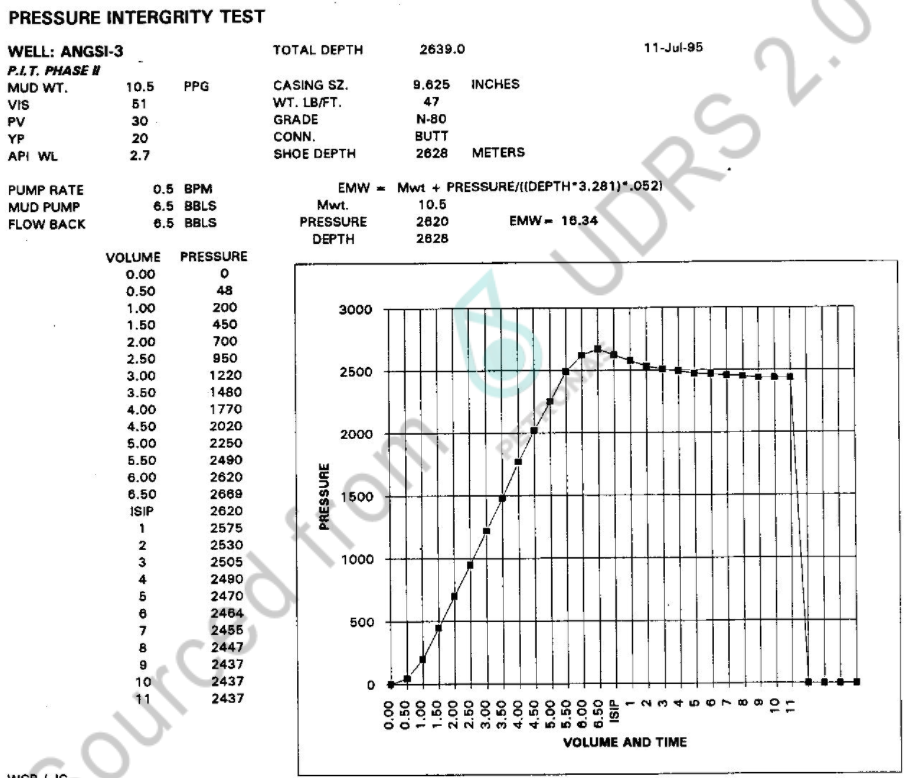 PRESSURE INTERGRITY TEST
WELL: ANGSI-3 TOTAL DEPTH 2639.0 11-Jul-95
P.I.T. PHASE II
MUD WT. 10.5 PPG CASING SZ. 9.625 INCHES
VIS 51 WT. LB/FT. 47
PV 30 GRADE N-80
YP 20 CONN. BUTT
API WL 2.7 SHOE DEPTH 2628 METERS
PUMP RATE 0.5 BPM EMW = Mwt + PRESSURE/((DEPTH*3.281)*.052)
MUD PUMP 6.5 BBLS Mwt. 10.5
FLOW BACK 6.5 BBLS PRESSURE 2620 EMW= 16.34
DEPTH 2628
VOLUME PRESSURE
0.00 0
0.50 48
1.00 200
1.50 450
2.00 700
2.50 950
3.00 1220
3.50 1480
4.00 1770
4.50 2020
5.00 2250
5.50 2490
6.00 2620
6.50 2669
ISIP 2620
1 2575
2 2530
3 2505
4 2490
5 2470
6 2464
7 2455
8 2447
9 2437
10 2437
11 2437
3000
2500
2000
1500
1000
500
0
PRESSURE
0.00 0.50 1.00 1.50 2.00 2.50 3.00 3.50 4.00 4.50 5.00 5.50 6.00 6.50 ISIP 1 2 3 4 5 6 7 8 9 10 11
VOLUME AND TIME
Sourced from UDRS 2.0
PETRONAS